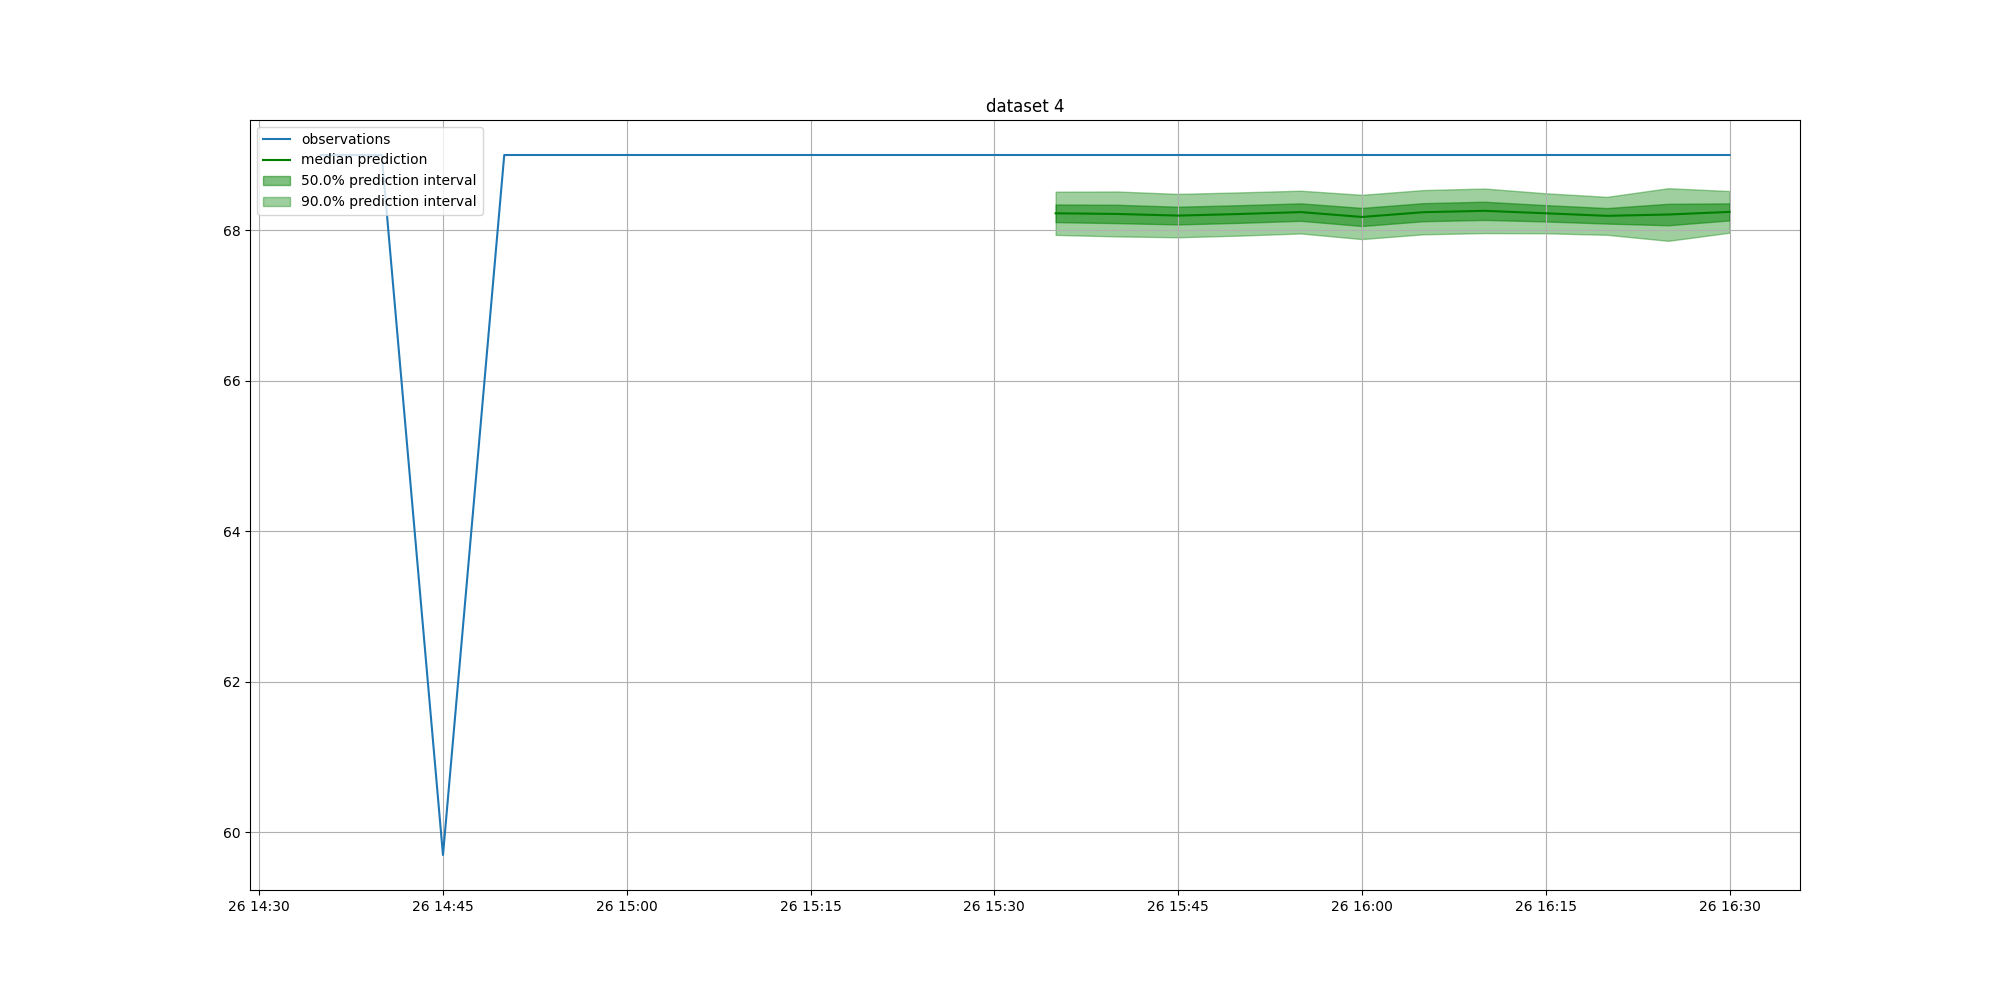 dataset 4
observations
median prediction
50.0% prediction interval
90.0% prediction interval
68
66
64
62
60
26 14:30 26 14:45 26 15:00 26 15:15 26 15:30 26 15:45 26 16:00 26 16:15 26 16:30